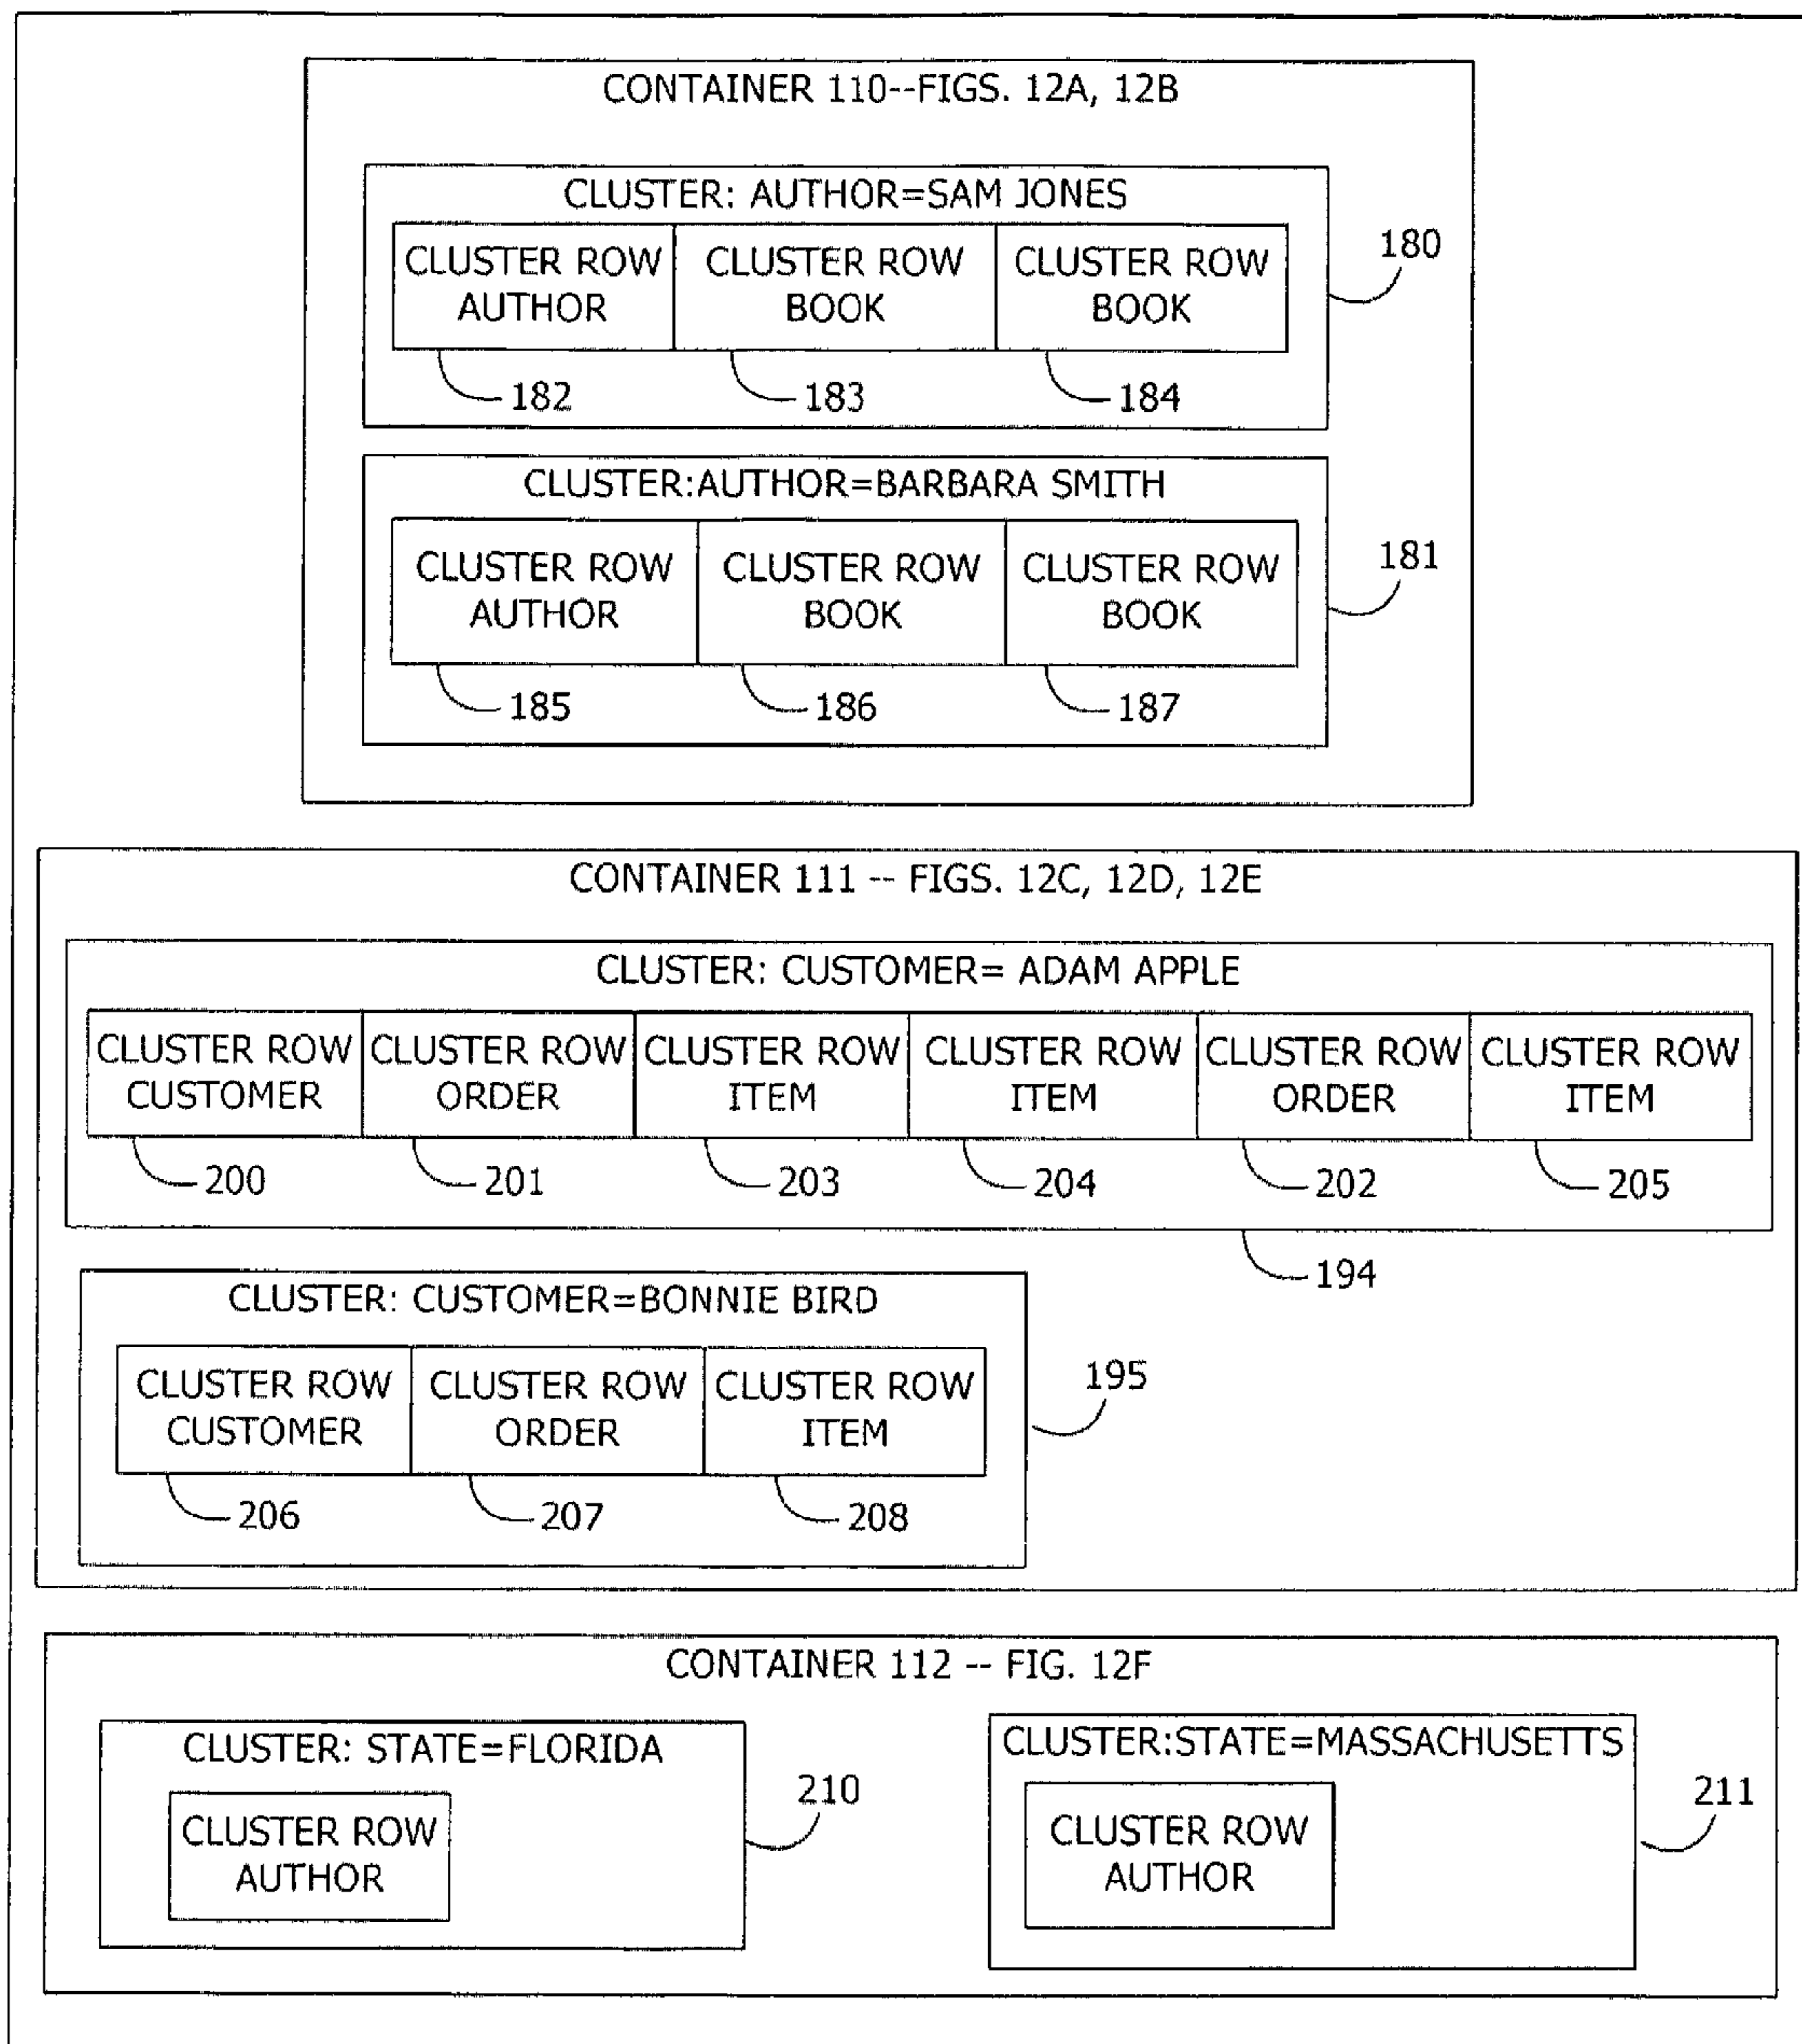 CONTAINER 110--FIGS. 12A, 12B
CLUSTER: AUTHOR=SAM JONES
CLUSTER ROW AUTHOR
CLUSTER ROW BOOK
CLUSTER ROW BOOK
180
182
183
184
CLUSTER:AUTHOR=BARBARA SMITH
CLUSTER ROW AUTHOR
CLUSTER ROW BOOK
CLUSTER ROW BOOK
181
185
186
187
CONTAINER 111 -- FIGS. 12C, 12D, 12E
CLUSTER: CUSTOMER= ADAM APPLE
CLUSTER ROW CUSTOMER
CLUSTER ROW ORDER
CLUSTER ROW ITEM
CLUSTER ROW ITEM
CLUSTER ROW ORDER
CLUSTER ROW ITEM
200
201
203
204
202
205
194
CLUSTER: CUSTOMER=BONNIE BIRD
CLUSTER ROW CUSTOMER
CLUSTER ROW ORDER
CLUSTER ROW ITEM
195
206
207
208
CONTAINER 112 -- FIG. 12F
CLUSTER: STATE=FLORIDA
CLUSTER ROW AUTHOR
210
CLUSTER:STATE=MASSACHUSETTS
CLUSTER ROW AUTHOR
211